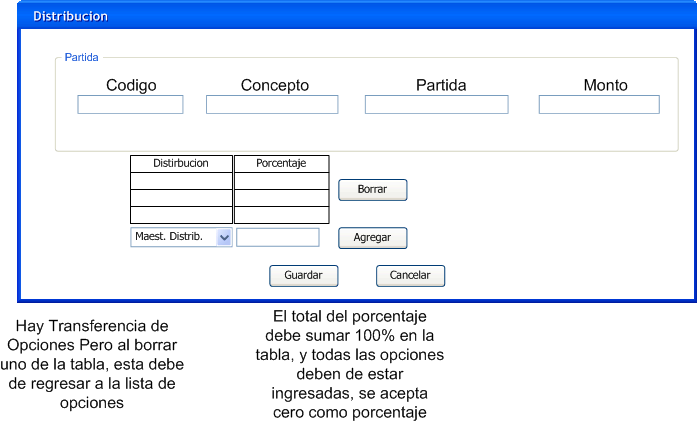 Distribucion
Partida
Codigo Concepto Partida Monto
Distirbucion Porcentaje
Borrar
Maest. Distrib. Agregar
Guardar Cancelar
Hay Transferencia de
Opciones Pero al borrar
uno de la tabla, esta debe
de regresar a la lista de
opciones
El total del porcentaje
debe sumar 100% en la
tabla, y todas las opciones
deben de estar
ingresadas, se acepta
cero como porcentaje